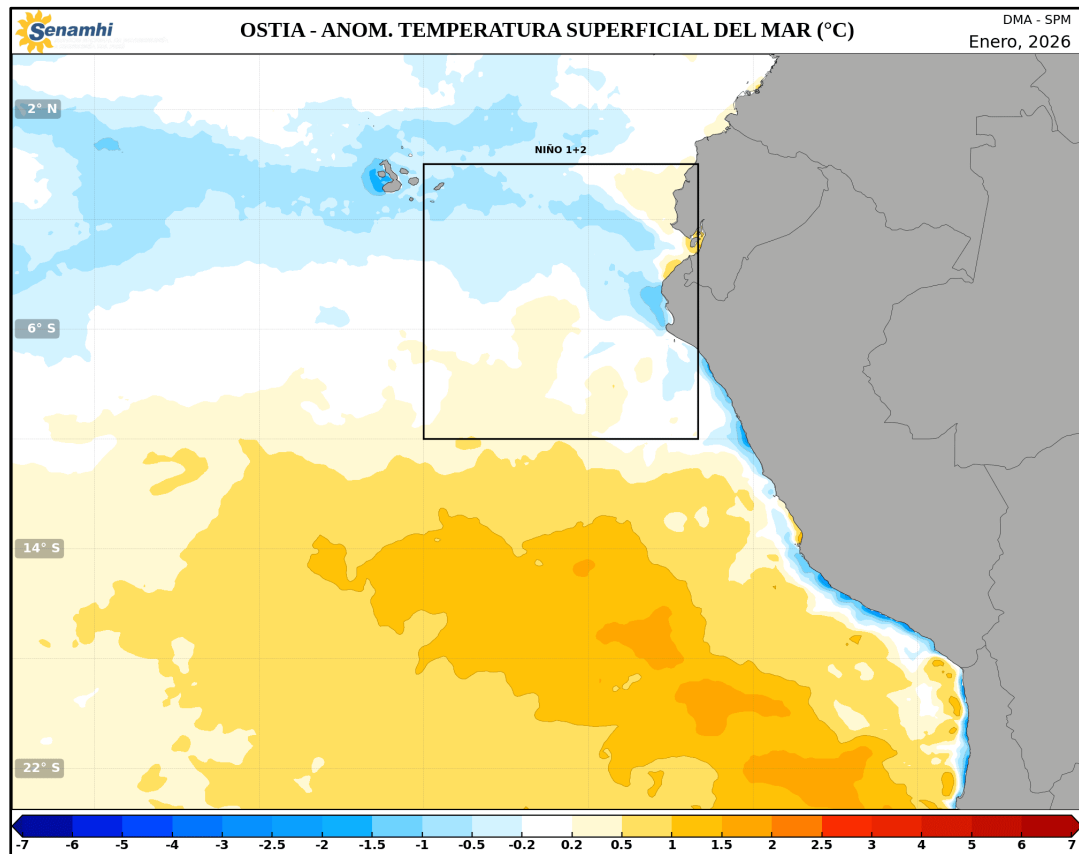 Senamhi
OSTIA - ANOM. TEMPERATURA SUPERFICIAL DEL MAR (°C)
DMA - SPM
Enero, 2026
2° N
NIÑO 1+2
6° S
14° S
22° S
-7 -6 -5 -4 -3 -2.5 -2 -1.5 -1 -0.5 -0.2 0.2 0.5 1 1.5 2 2.5 3 4 5 6 7